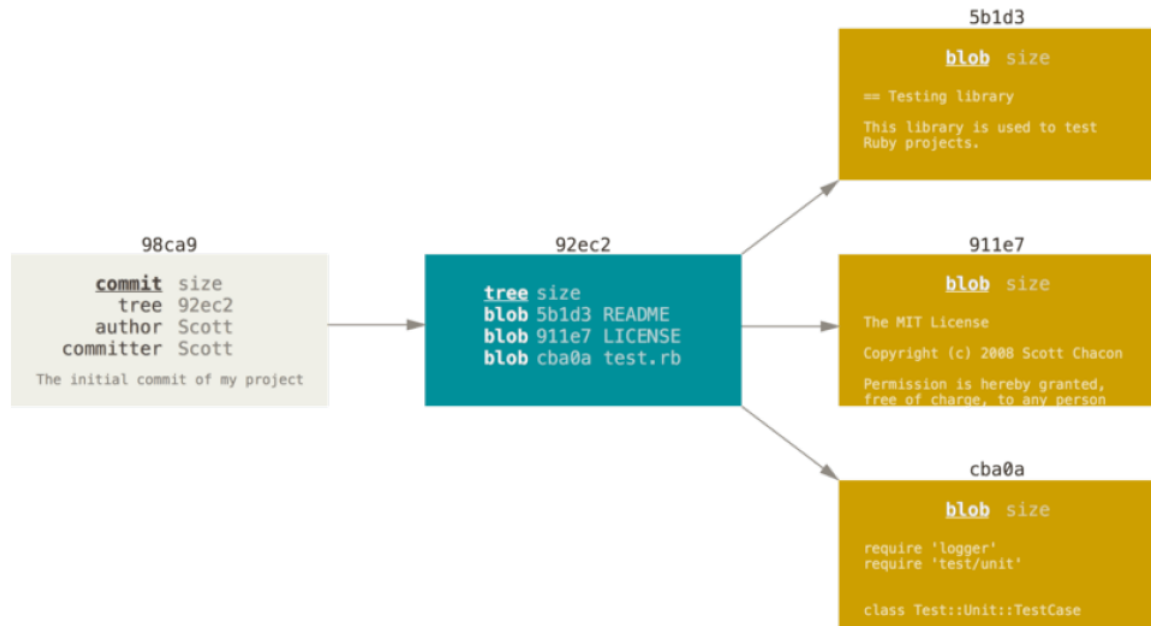 98ca9
commit size
tree 92ec2
author Scott
committer Scott
The initial commit of my project
92ec2
tree size
blob 5b1d3 README
blob 911e7 LICENSE
blob cba0a test.rb
5b1d3
blob size
== Testing library
This library is used to test
Ruby projects.
911e7
blob size
The MIT License
Copyright (c) 2008 Scott Chacon
Permission is hereby granted,
free of charge, to any person
cba0a
blob size
require 'logger'
require 'test/unit'
class Test::Unit::TestCase